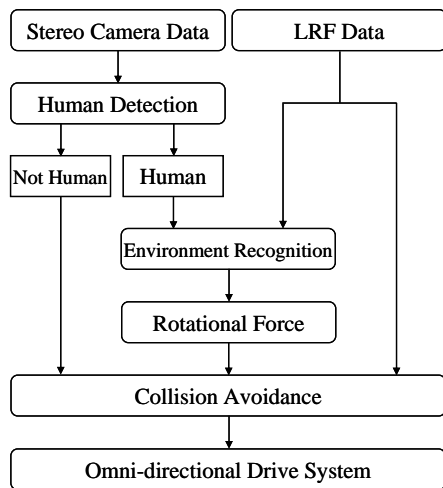 Stereo Camera Data
LRF Data
Human Detection
Not Human
Human
Environment Recognition
Rotational Force
Collision Avoidance
Omni-directional Drive System